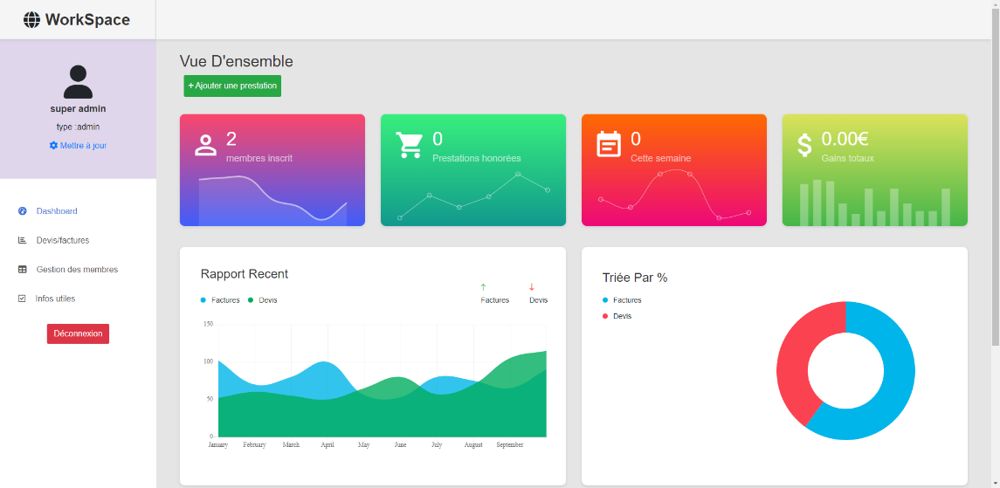 WorkSpace
super admin
type :admin
Mettre à jour
Dashboard
Devis/factures
Gestion des membres
Infos utiles
Déconnexion
Vue D'ensemble
+ Ajouter une prestation
2
membres inscrit
0
Prestations honorées
0
Cette semaine
$ 0.00€
Gains totaux
Rapport Recent
Factures Devis
Factures Devis
150
100
50
0
January February March April May June July August September
Triée Par %
Factures
Devis